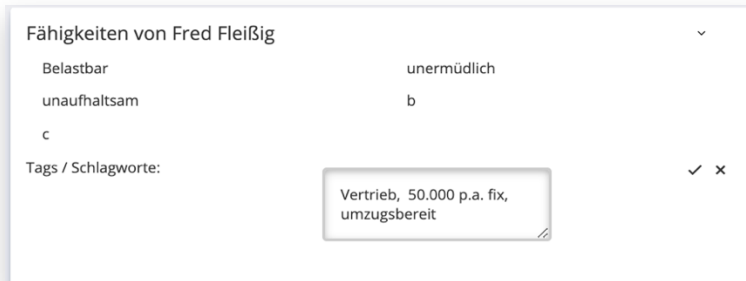 Fähigkeiten von Fred Fleißig
Belastbar unermüdlich
unaufhaltsam b
c
Tags / Schlagworte:
Vertrieb, 50.000 p.a. fix,
umzugsbereit